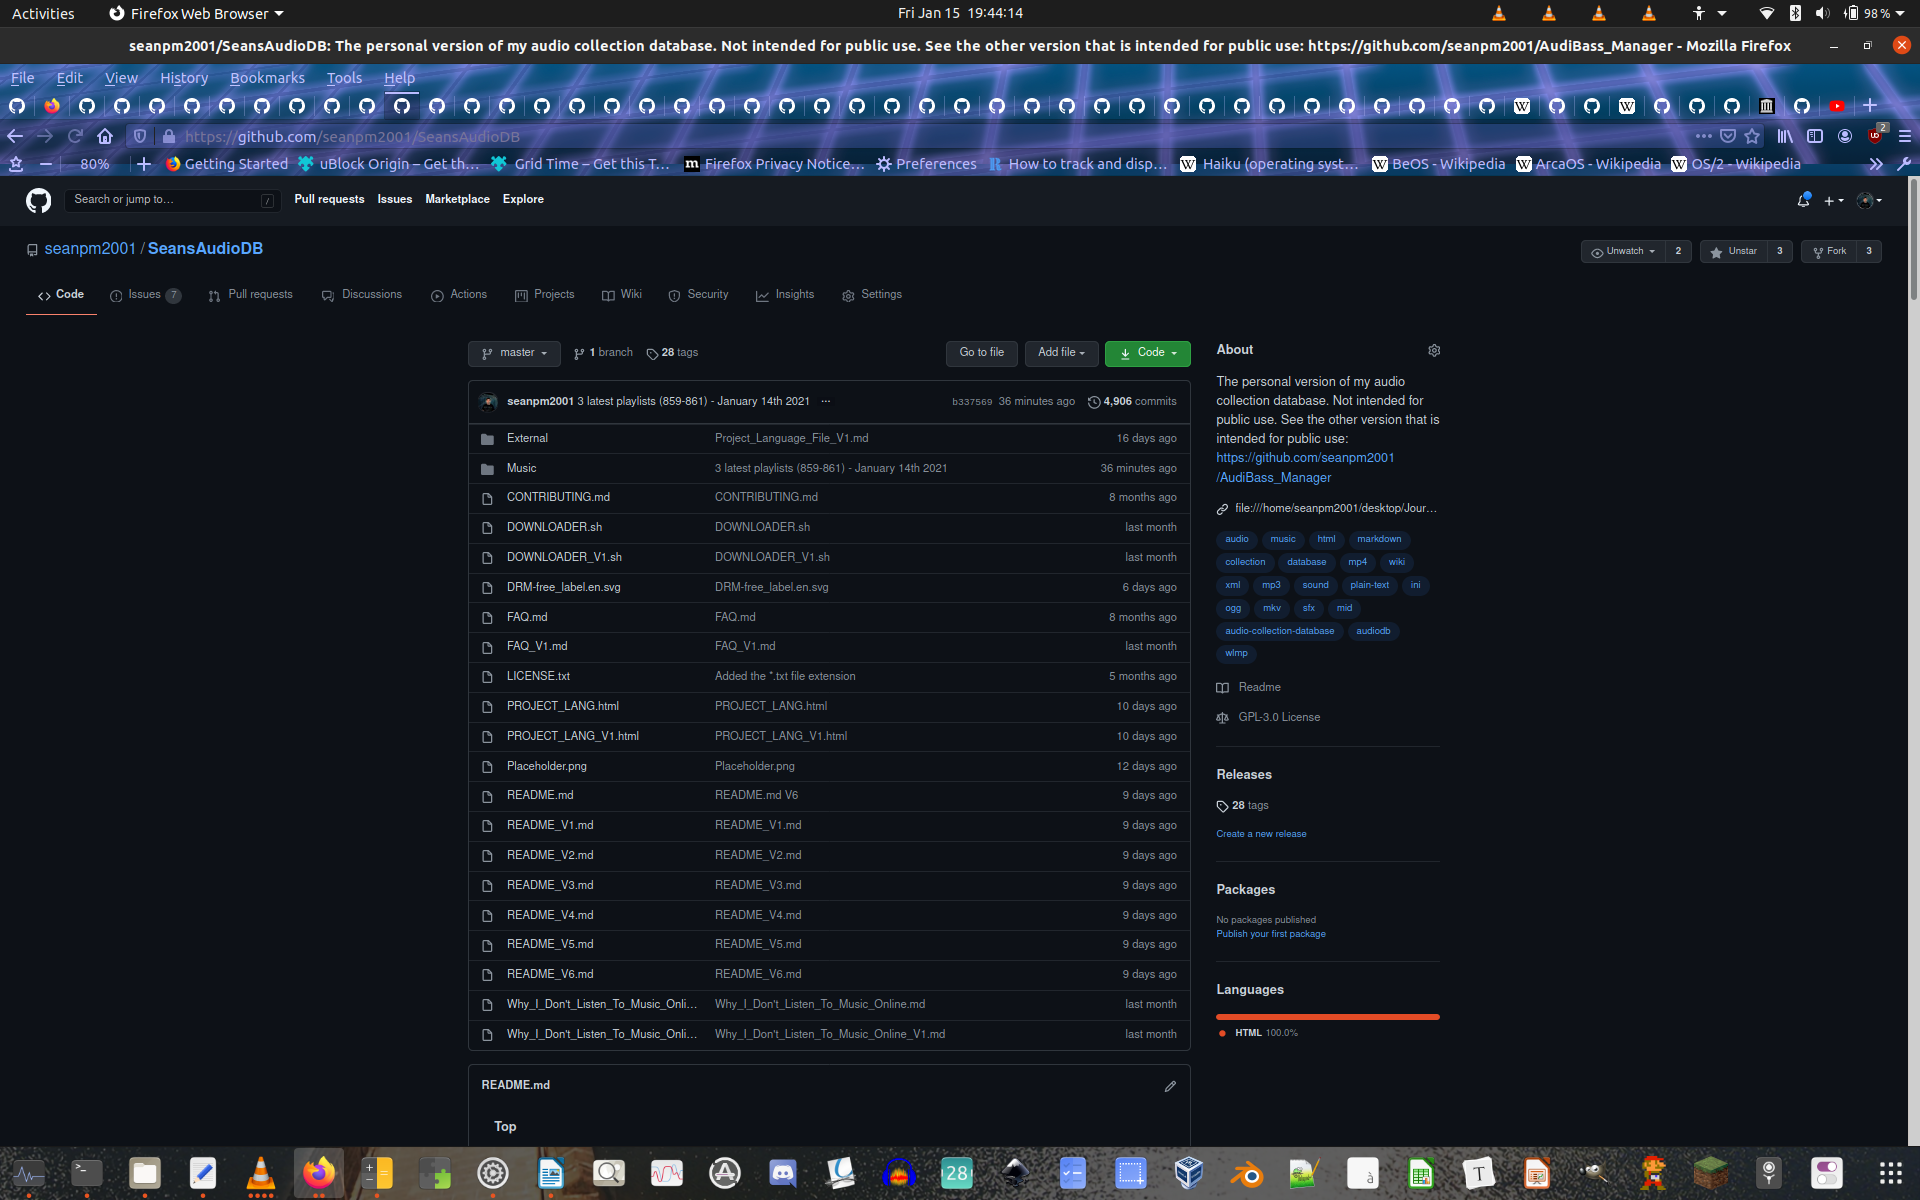 Activities Firefox Web Browser Fri Jan 15 19:44:14 98 %
seanpm2001/SeansAudioDB: The personal version of my audio collection database. Not intended for public use. See the other version that is intended for public use: https://github.com/seanpm2001/AudiBass_Manager - Mozilla Firefox
File Edit View History Bookmarks Tools Help
https://github.com/seanpm2001/SeansAudioDB 2
80% Getting Started uBlock Origin – Get th… Grid Time – Get this T… Firefox Privacy Notice… Preferences How to track and disp… Haiku (operating syst… BeOS - Wikipedia ArcaOS - Wikipedia OS/2 - Wikipedia
Search or jump to… / Pull requests Issues Marketplace Explore
seanpm2001 / SeansAudioDB Unwatch 2 Unstar 3 Fork 3
Code Issues 7 Pull requests Discussions Actions Projects Wiki Security Insights Settings
master 1 branch 28 tags Go to file Add file Code
seanpm2001 3 latest playlists (859-861) - January 14th 2021 ··· b337569 36 minutes ago 4,906 commits
External Project_Language_File_V1.md 16 days ago
Music 3 latest playlists (859-861) - January 14th 2021 36 minutes ago
CONTRIBUTING.md CONTRIBUTING.md 8 months ago
DOWNLOADER.sh DOWNLOADER.sh last month
DOWNLOADER_V1.sh DOWNLOADER_V1.sh last month
DRM-free_label.en.svg DRM-free_label.en.svg 6 days ago
FAQ.md FAQ.md 8 months ago
FAQ_V1.md FAQ_V1.md last month
LICENSE.txt Added the *.txt file extension 5 months ago
PROJECT_LANG.html PROJECT_LANG.html 10 days ago
PROJECT_LANG_V1.html PROJECT_LANG_V1.html 10 days ago
Placeholder.png Placeholder.png 12 days ago
README.md README.md V6 9 days ago
README_V1.md README_V1.md 9 days ago
README_V2.md README_V2.md 9 days ago
README_V3.md README_V3.md 9 days ago
README_V4.md README_V4.md 9 days ago
README_V5.md README_V5.md 9 days ago
README_V6.md README_V6.md 9 days ago
Why_I_Don't_Listen_To_Music_Onli… Why_I_Don't_Listen_To_Music_Online.md last month
Why_I_Don't_Listen_To_Music_Onli… Why_I_Don't_Listen_To_Music_Online_V1.md last month
README.md
Top
About
The personal version of my audio
collection database. Not intended for
public use. See the other version that is
intended for public use:
https://github.com/seanpm2001
/AudiBass_Manager
file:///home/seanpm2001/desktop/Jour…
audio music html markdown
collection database mp4 wiki
xml mp3 sound plain-text ini
ogg mkv sfx mid
audio-collection-database audiodb
wlmp
Readme
GPL-3.0 License
Releases
28 tags
Create a new release
Packages
No packages published
Publish your first package
Languages
HTML 100.0%
28